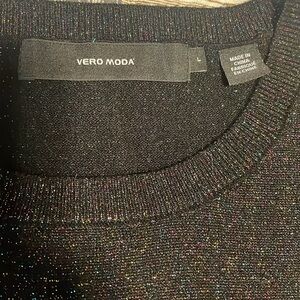 VERO MODA
L
MADE IN
CHINA
FABRIQUÉ
EN CHINE